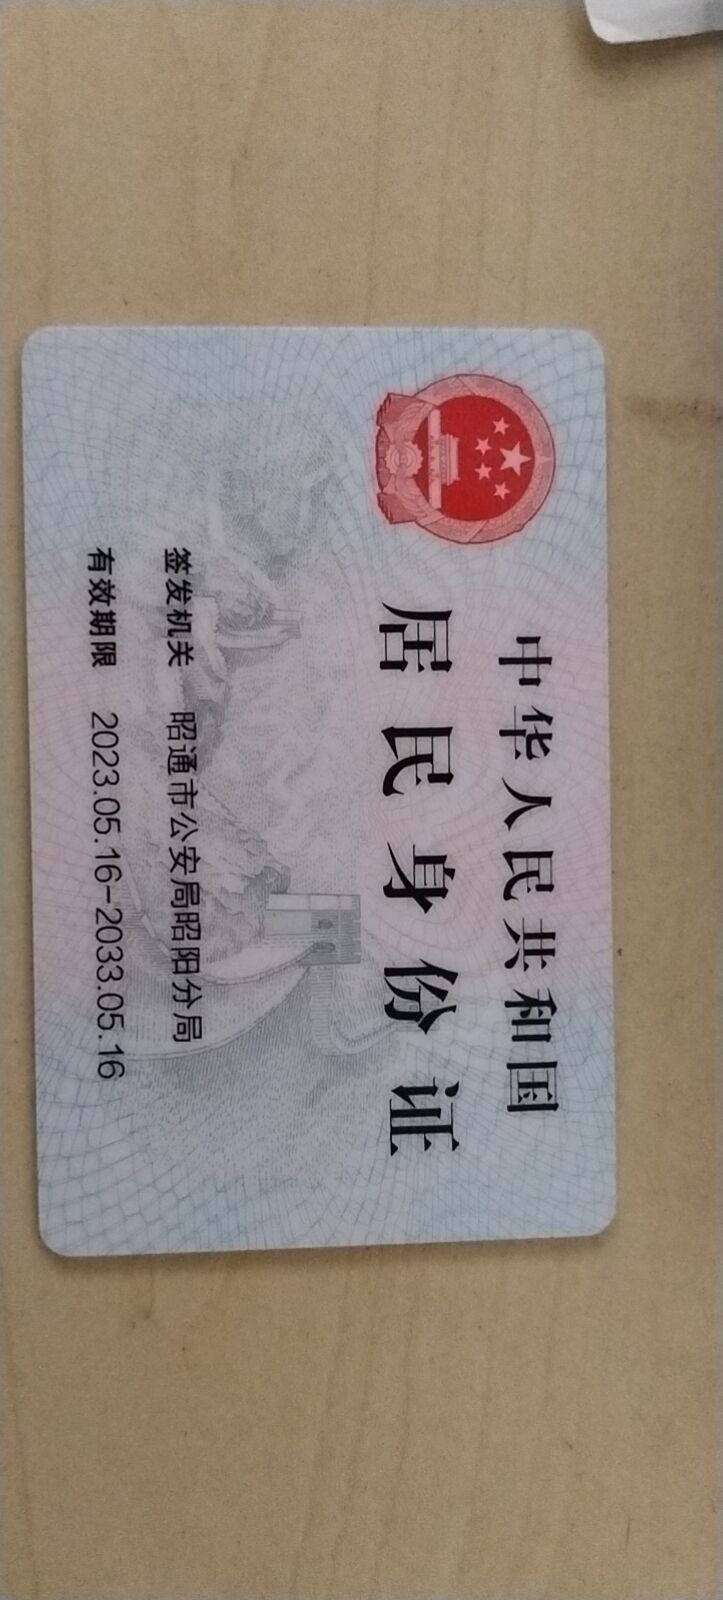 中华人民共和国
居民身份证
签发机关 昭通市公安局昭阳分局
有效期限 2023.05.16-2033.05.16